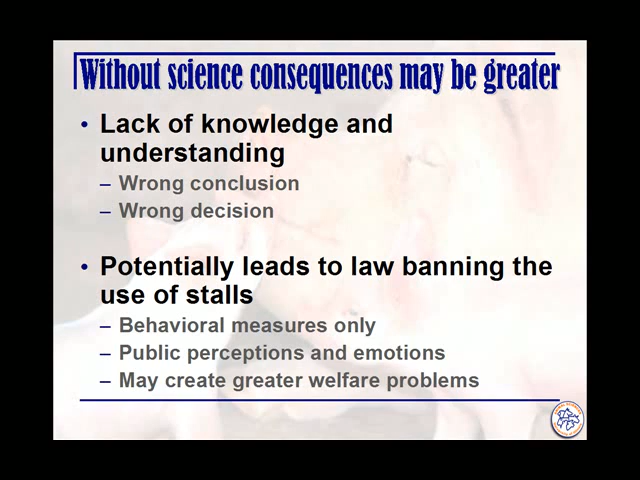 Without science consequences may be greater
• Lack of knowledge and
understanding
– Wrong conclusion
– Wrong decision
• Potentially leads to law banning the
use of stalls
– Behavioral measures only
– Public perceptions and emotions
– May create greater welfare problems